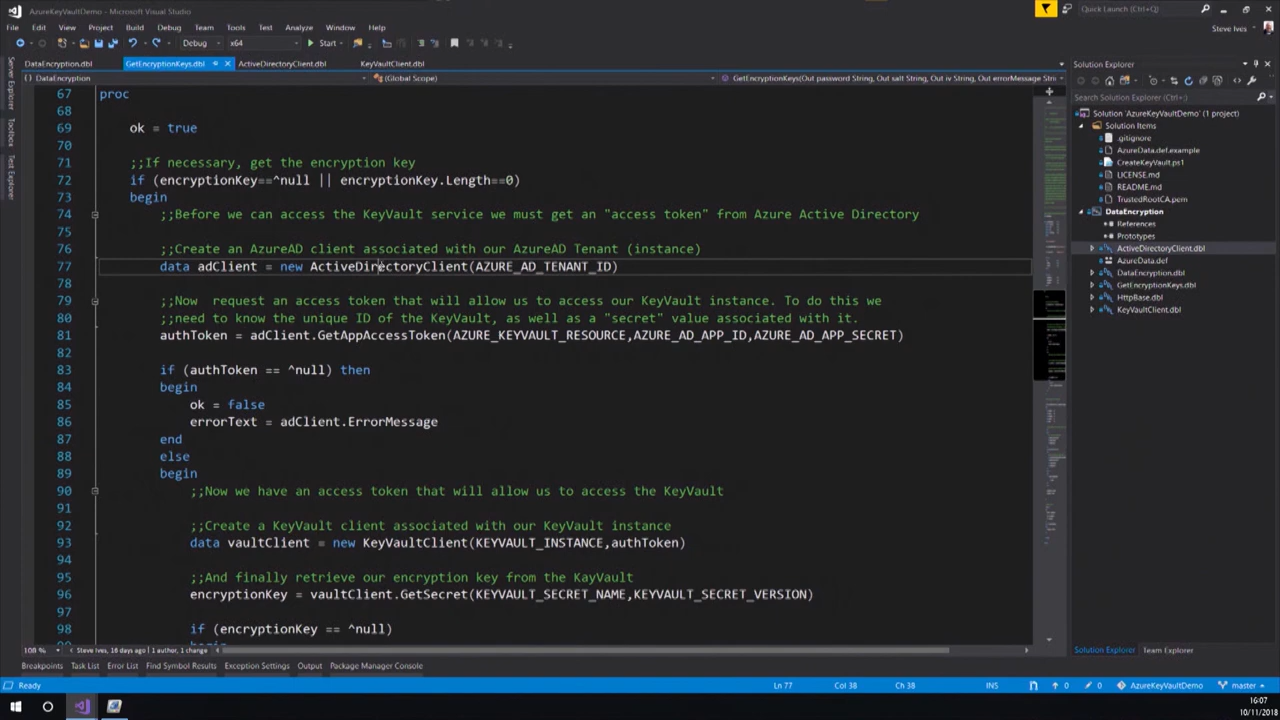 AzureKeyVaultDemo - Microsoft Visual Studio
Quick Launch (Ctrl+Q)
File Edit View Project Build Debug Team Tools Test Analyze Window Help
Steve Ives
Debug x64 Start
DataEncryption.dbl GetEncryptionKeys.dbl ActiveDirectoryClient.dbl KeyVaultClient.dbl
DataEncryption (Global Scope) GetEncryptionKeys(Out password String, Out salt String, Out iv String, Out errorMessage Stri
Server Explorer
Toolbox
Test Explorer
67 proc
68
69 ok = true
70
71 ;;If necessary, get the encryption key
72 if (encryptionKey==^null || encryptionKey.Length==0)
73 begin
74 ;;Before we can access the KeyVault service we must get an "access token" from Azure Active Directory
75
76 ;;Create an AzureAD client associated with our AzureAD Tenant (instance)
77 data adClient = new ActiveDirectoryClient(AZURE_AD_TENANT_ID)
78
79 ;;Now  request an access token that will allow us to access our KeyVault instance. To do this we
80 ;;need to know the unique ID of the KeyVault, as well as a "secret" value associated with it.
81 authToken = adClient.GetAppAccessToken(AZURE_KEYVAULT_RESOURCE,AZURE_AD_APP_ID,AZURE_AD_APP_SECRET)
82
83 if (authToken == ^null) then
84 begin
85 ok = false
86 errorText = adClient.ErrorMessage
87 end
88 else
89 begin
90 ;;Now we have an access token that will allow us to access the KeyVault
91
92 ;;Create a KeyVault client associated with our KeyVault instance
93 data vaultClient = new KeyVaultClient(KEYVAULT_INSTANCE,authToken)
94
95 ;;And finally retrieve our encryption key from the KayVault
96 encryptionKey = vaultClient.GetSecret(KEYVAULT_SECRET_NAME,KEYVAULT_SECRET_VERSION)
97
98 if (encryptionKey == ^null)
108 % Steve Ives, 16 days ago | 1 author, 1 change
Solution Explorer
Search Solution Explorer (Ctrl+;)
Solution 'AzureKeyVaultDemo' (1 project)
Solution Items
.gitignore
AzureData.def.example
CreateKeyVault.ps1
LICENSE.md
README.md
TrustedRootCA.pem
DataEncryption
References
Prototypes
ActiveDirectoryClient.dbl
AzureData.def
DataEncryption.dbl
GetEncryptionKeys.dbl
HttpBase.dbl
KeyVaultClient.dbl
Solution Explorer Team Explorer
Breakpoints Task List Error List Find Symbol Results Exception Settings Output Package Manager Console
Ready Ln 77 Col 38 Ch 38 INS 0 0 AzureKeyVaultDemo master
16:07
10/11/2018